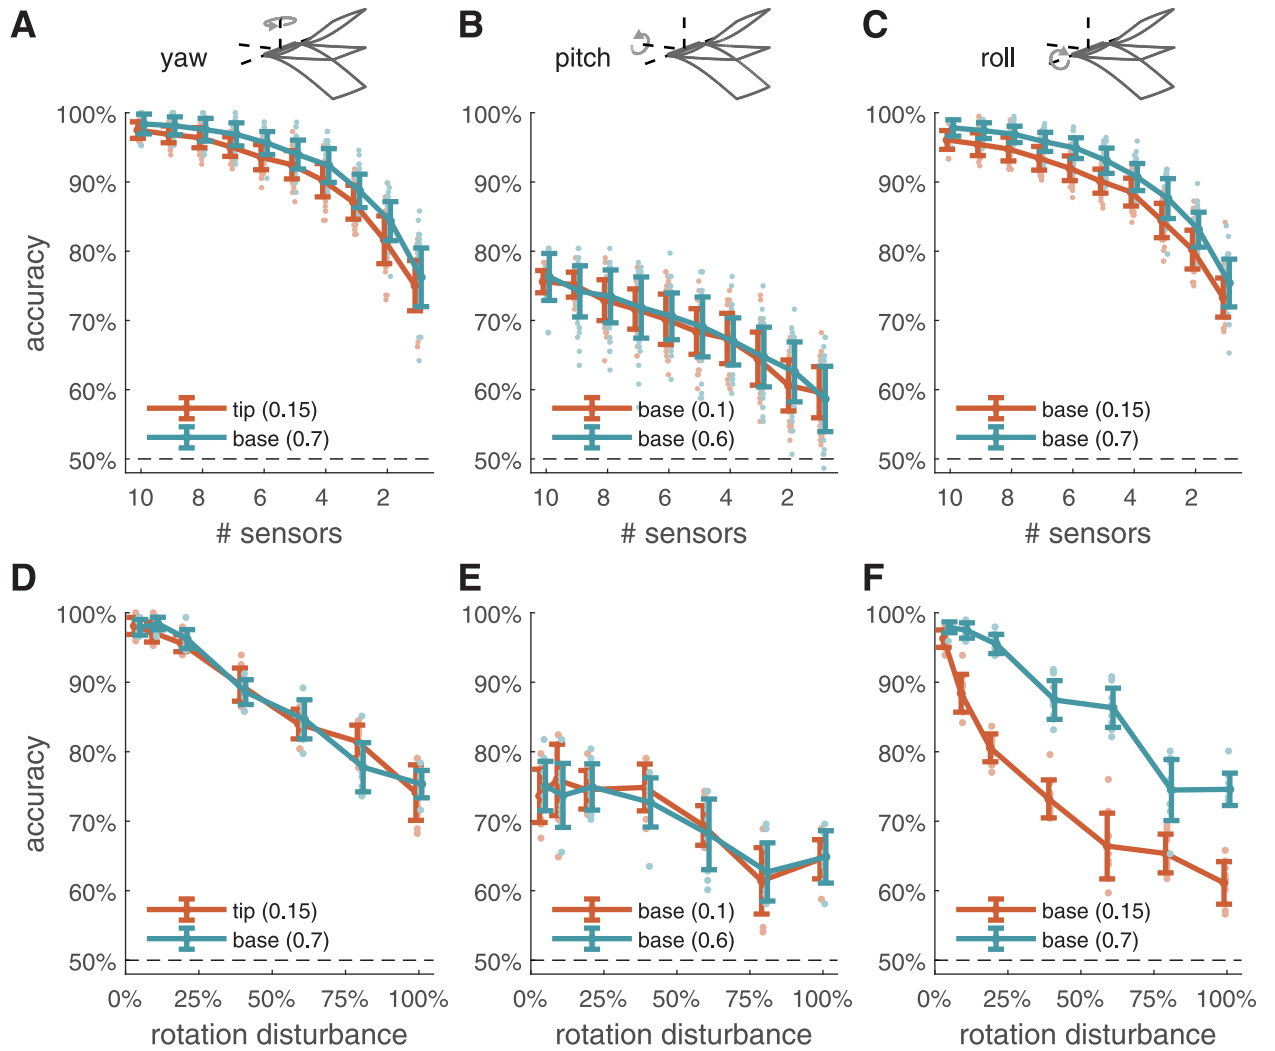 A
yaw
B
pitch
C
roll
accuracy
100%
90%
80%
70%
60%
50%
tip (0.15)
base (0.7)
10 8 6 4 2
# sensors
100%
90%
80%
70%
60%
50%
base (0.1)
base (0.6)
10 8 6 4 2
# sensors
100%
90%
80%
70%
60%
50%
base (0.15)
base (0.7)
10 8 6 4 2
# sensors
D
accuracy
100%
90%
80%
70%
60%
50%
tip (0.15)
base (0.7)
0% 25% 50% 75% 100%
rotation disturbance
E
100%
90%
80%
70%
60%
50%
base (0.1)
base (0.6)
0% 25% 50% 75% 100%
rotation disturbance
F
100%
90%
80%
70%
60%
50%
base (0.15)
base (0.7)
0% 25% 50% 75% 100%
rotation disturbance